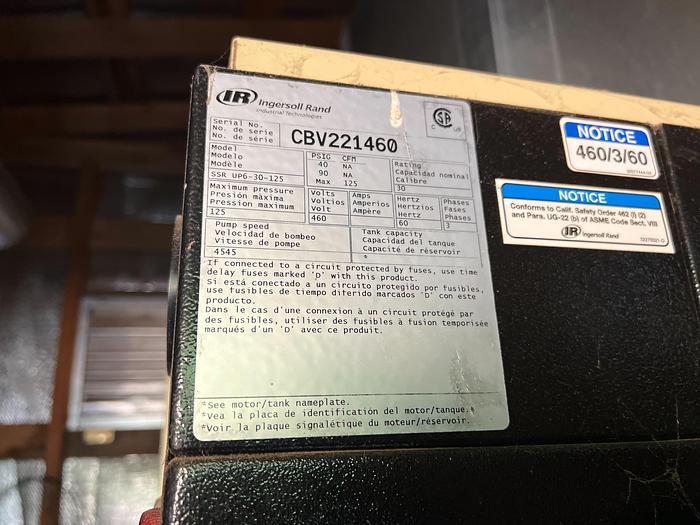 IR Ingersoll Rand
Industrial Technologies
Serial No.
No. de serie
No. de série
CBV221460
SA
C US
Model
Modelo
Modèle
SSR UP6-30-125
PSIG CFM
40 NA
90 NA
Max 125
Rating
Capacidad nominal
Calibre
30
Maximum pressure
Presión màxima
Pression maximum
125
Volts
Voltios
Volt
460
Amps
Amperios
Ampère
Hertz
Hertzios
Hertz
60
Phases
Fases
Phases
3
Pump speed
Velocidad de bombeo
Vitesse de pompe
4545
Tank capacity
Capacidad del tanque
Capacité de réservoir
*
If connected to a circuit protected by fuses, use time
delay fuses marked 'D' with this product.
Si está conectado a un circuito protegido por fusibles,
use fusibles de tiempo diferido marcados 'D' con este
producto.
Dans le cas d'une connexion à un circuit protégé par
des fusibles, utiliser des fusibles à fusion temporisée
marqués d'un 'D' avec ce produit.
*See motor/tank nameplate.
*Vea la placa de identificación del motor/tanque.
*Voir la plaque signalétique du moteur/réservoir.
NOTICE
460/3/60
NOTICE
Conforms to Calif. Safety Order 462 (l) (2)
and Para. UG-22 (b) of ASME Code Sect. VIII
IR Ingersoll Rand